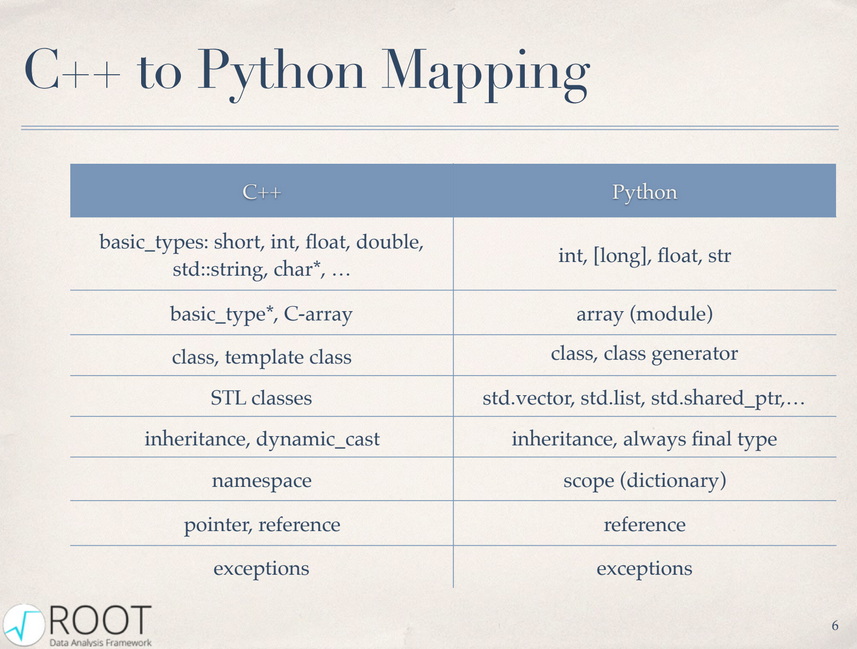 C++ to Python Mapping
C++
Python
basic_types: short, int, float, double,
std::string, char*, …
int, [long], float, str
basic_type*, C-array
array (module)
class, template class
class, class generator
STL classes
std.vector, std.list, std.shared_ptr,…
inheritance, dynamic_cast
inheritance, always final type
namespace
scope (dictionary)
pointer, reference
reference
exceptions
exceptions
ROOT
Data Analysis Framework
6